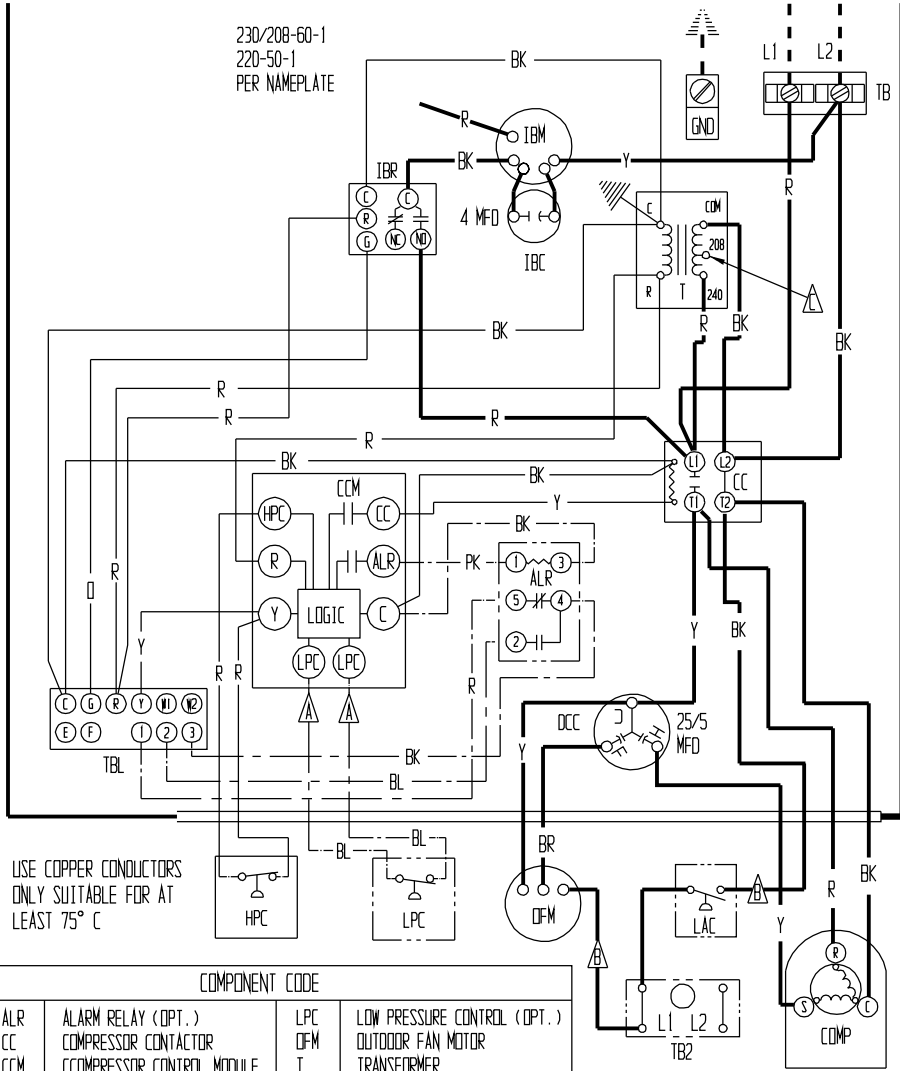 230/208-60-1
220-50-1
PER NAMEPLATE
BK
L1 L2
TB
GND
R
IBM
BK
Y
IBR
C
R
G
C
NC NO
4 MFD
IBC
R
C COM
208
R T 240
C
BK
R BK
BK
R
R
R
R
BK
L1 L2
CC
T1 T2
BK
Y
BK
CCM
HPC CC
R ALR
PK
1 3
ALR
5 4
2
Y LOGIC C
LPC LPC
A A
O
R
Y
R R
R
Y BK
C G R Y W1 W2
E F 1 2 3
TBL
BK
BL
DCC
C
F H
25/5
MFD
Y
BR
BL
BL
USE COPPER CONDUCTORS
ONLY SUITABLE FOR AT
LEAST 75° C
HPC
LPC
OFM
B
LAC
B
Y
R
BK
R
S C
COMP
B
L1 L2
TB2
COMPONENT CODE
ALR ALARM RELAY (OPT.) LPC LOW PRESSURE CONTROL (OPT.)
CC COMPRESSOR CONTACTOR OFM OUTDOOR FAN MOTOR
CCM CCOMPRESSOR CONTROL MODULE T TRANSFORMER